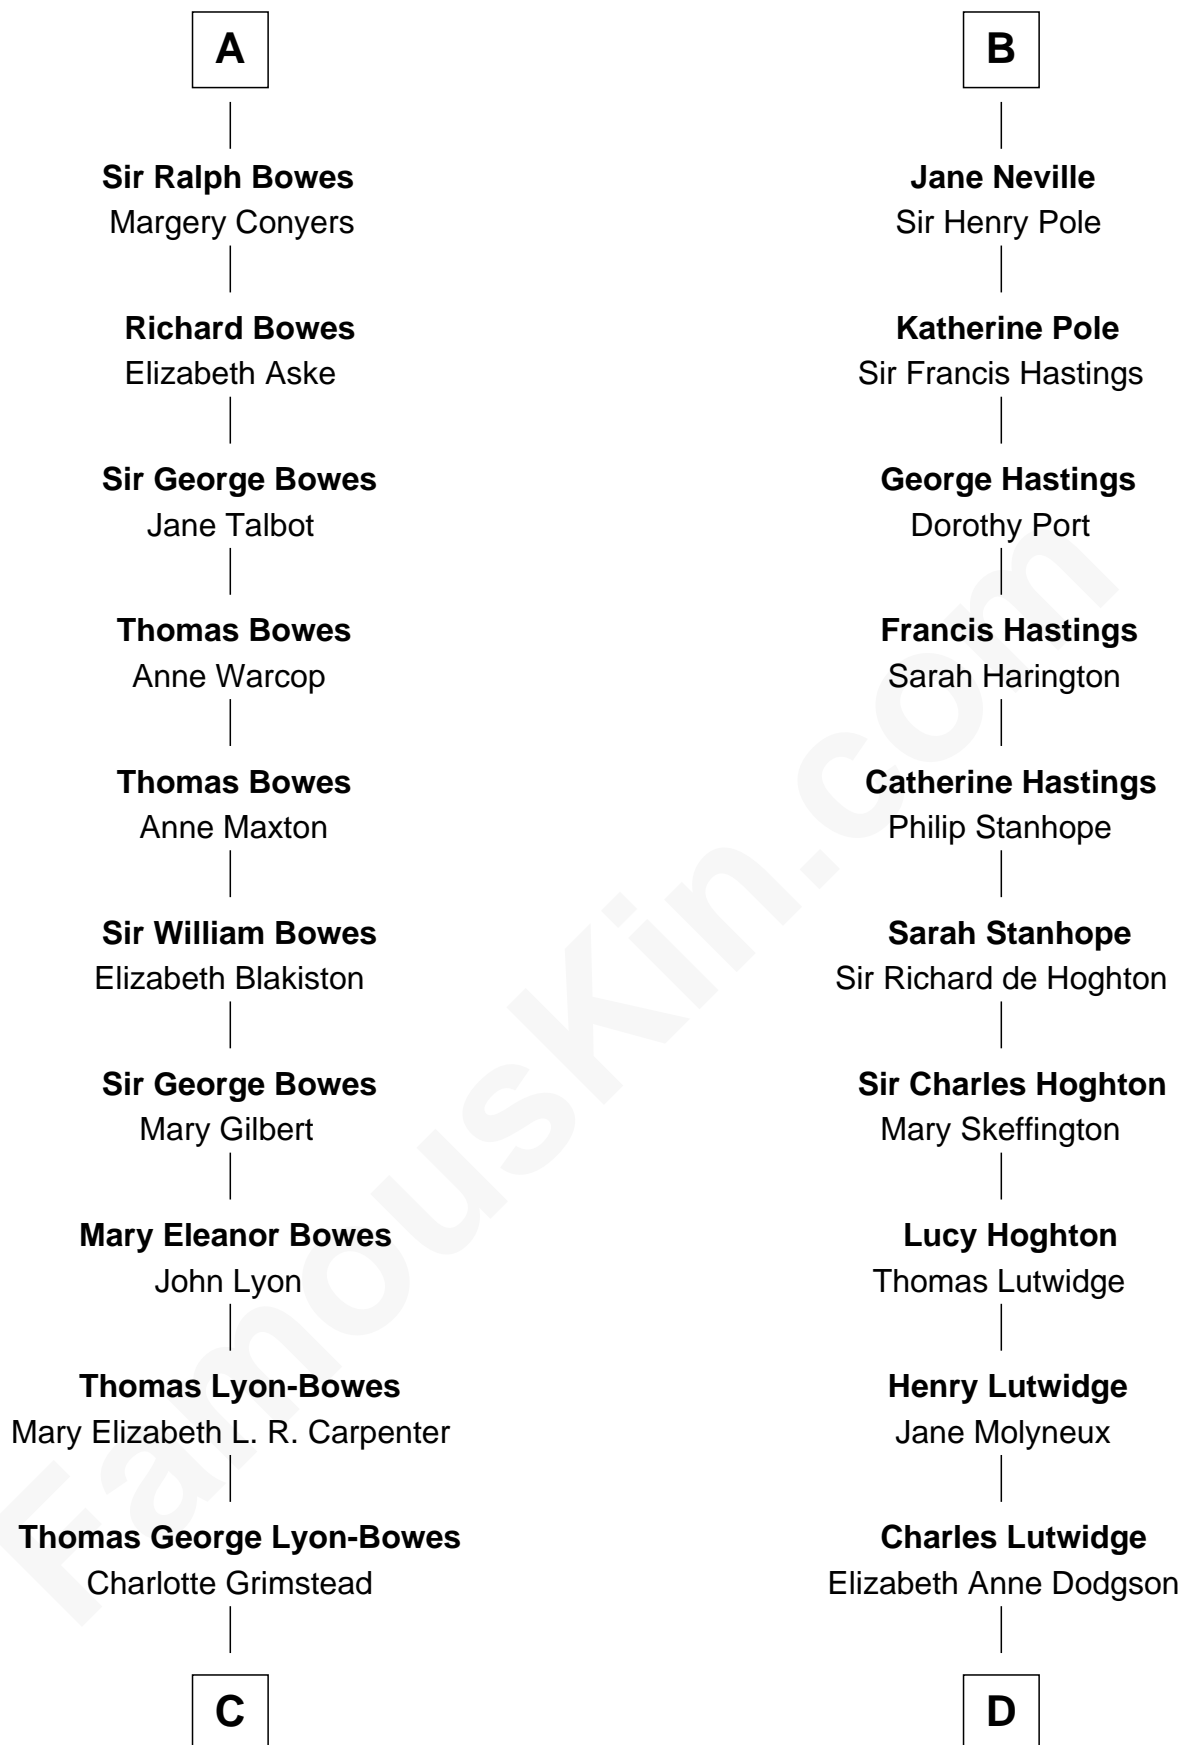 A
Sir Ralph Bowes
Margery Conyers
Richard Bowes
Elizabeth Aske
Sir George Bowes
Jane Talbot
Thomas Bowes
Anne Warcop
Thomas Bowes
Anne Maxton
Sir William Bowes
Elizabeth Blakiston
Sir George Bowes
Mary Gilbert
Mary Eleanor Bowes
John Lyon
Thomas Lyon-Bowes
Mary Elizabeth L. R. Carpenter
Thomas George Lyon-Bowes
Charlotte Grimstead
C
B
Jane Neville
Sir Henry Pole
Katherine Pole
Sir Francis Hastings
George Hastings
Dorothy Port
Francis Hastings
Sarah Harington
Catherine Hastings
Philip Stanhope
Sarah Stanhope
Sir Richard de Hoghton
Sir Charles Hoghton
Mary Skeffington
Lucy Hoghton
Thomas Lutwidge
Henry Lutwidge
Jane Molyneux
Charles Lutwidge
Elizabeth Anne Dodgson
D
FamousKin.com